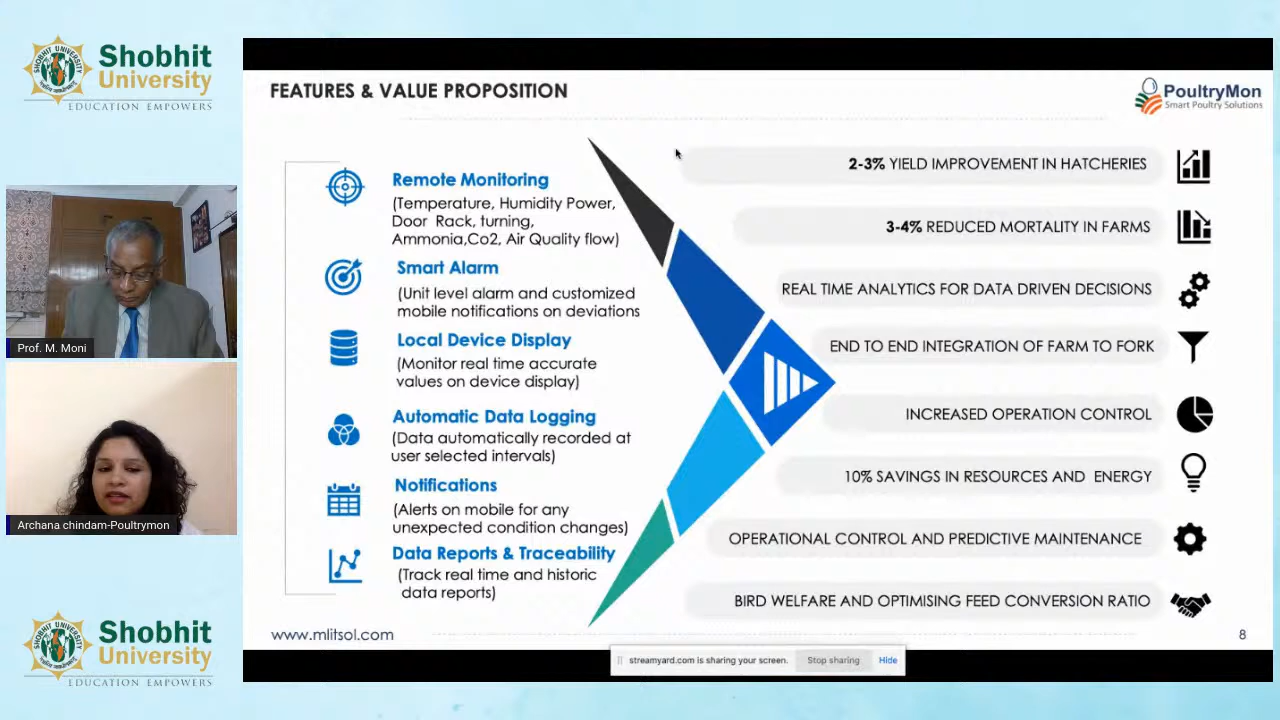 Shobhit
University
EDUCATION EMPOWERS
Prof. M. Moni
Archana chindam-Poultrymon
Shobhit
University
EDUCATION EMPOWERS
FEATURES & VALUE PROPOSITION
PoultryMon
Smart Poultry Solutions
Remote Monitoring
(Temperature, Humidity Power,
Door Rack, turning,
Ammonia,Co2, Air Quality flow)
Smart Alarm
(Unit level alarm and customized
mobile notifications on deviations
Local Device Display
(Monitor real time accurate
values on device display)
Automatic Data Logging
(Data automatically recorded at
user selected intervals)
Notifications
(Alerts on mobile for any
unexpected condition changes)
Data Reports & Traceability
(Track real time and historic
data reports)
2-3% YIELD IMPROVEMENT IN HATCHERIES
3-4% REDUCED MORTALITY IN FARMS
REAL TIME ANALYTICS FOR DATA DRIVEN DECISIONS
END TO END INTEGRATION OF FARM TO FORK
INCREASED OPERATION CONTROL
10% SAVINGS IN RESOURCES AND ENERGY
OPERATIONAL CONTROL AND PREDICTIVE MAINTENANCE
BIRD WELFARE AND OPTIMISING FEED CONVERSION RATIO
www.mlitsol.com
8
streamyard.com is sharing your screen.
Stop sharing
Hide